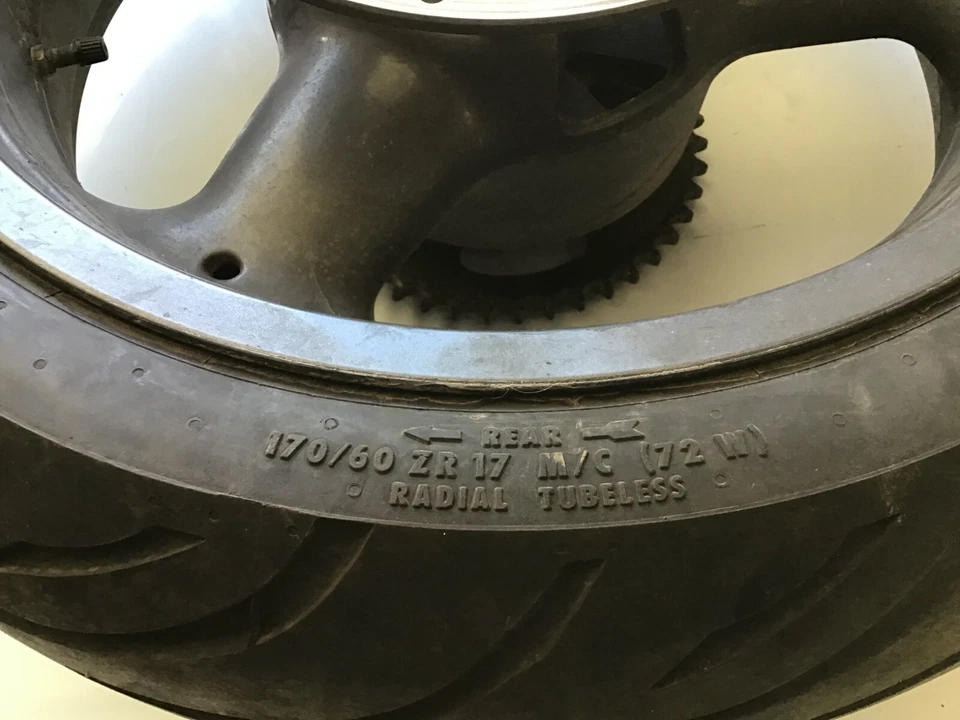 REAR
170/60 ZR 17 M/C (72 W)
RADIAL TUBELESS